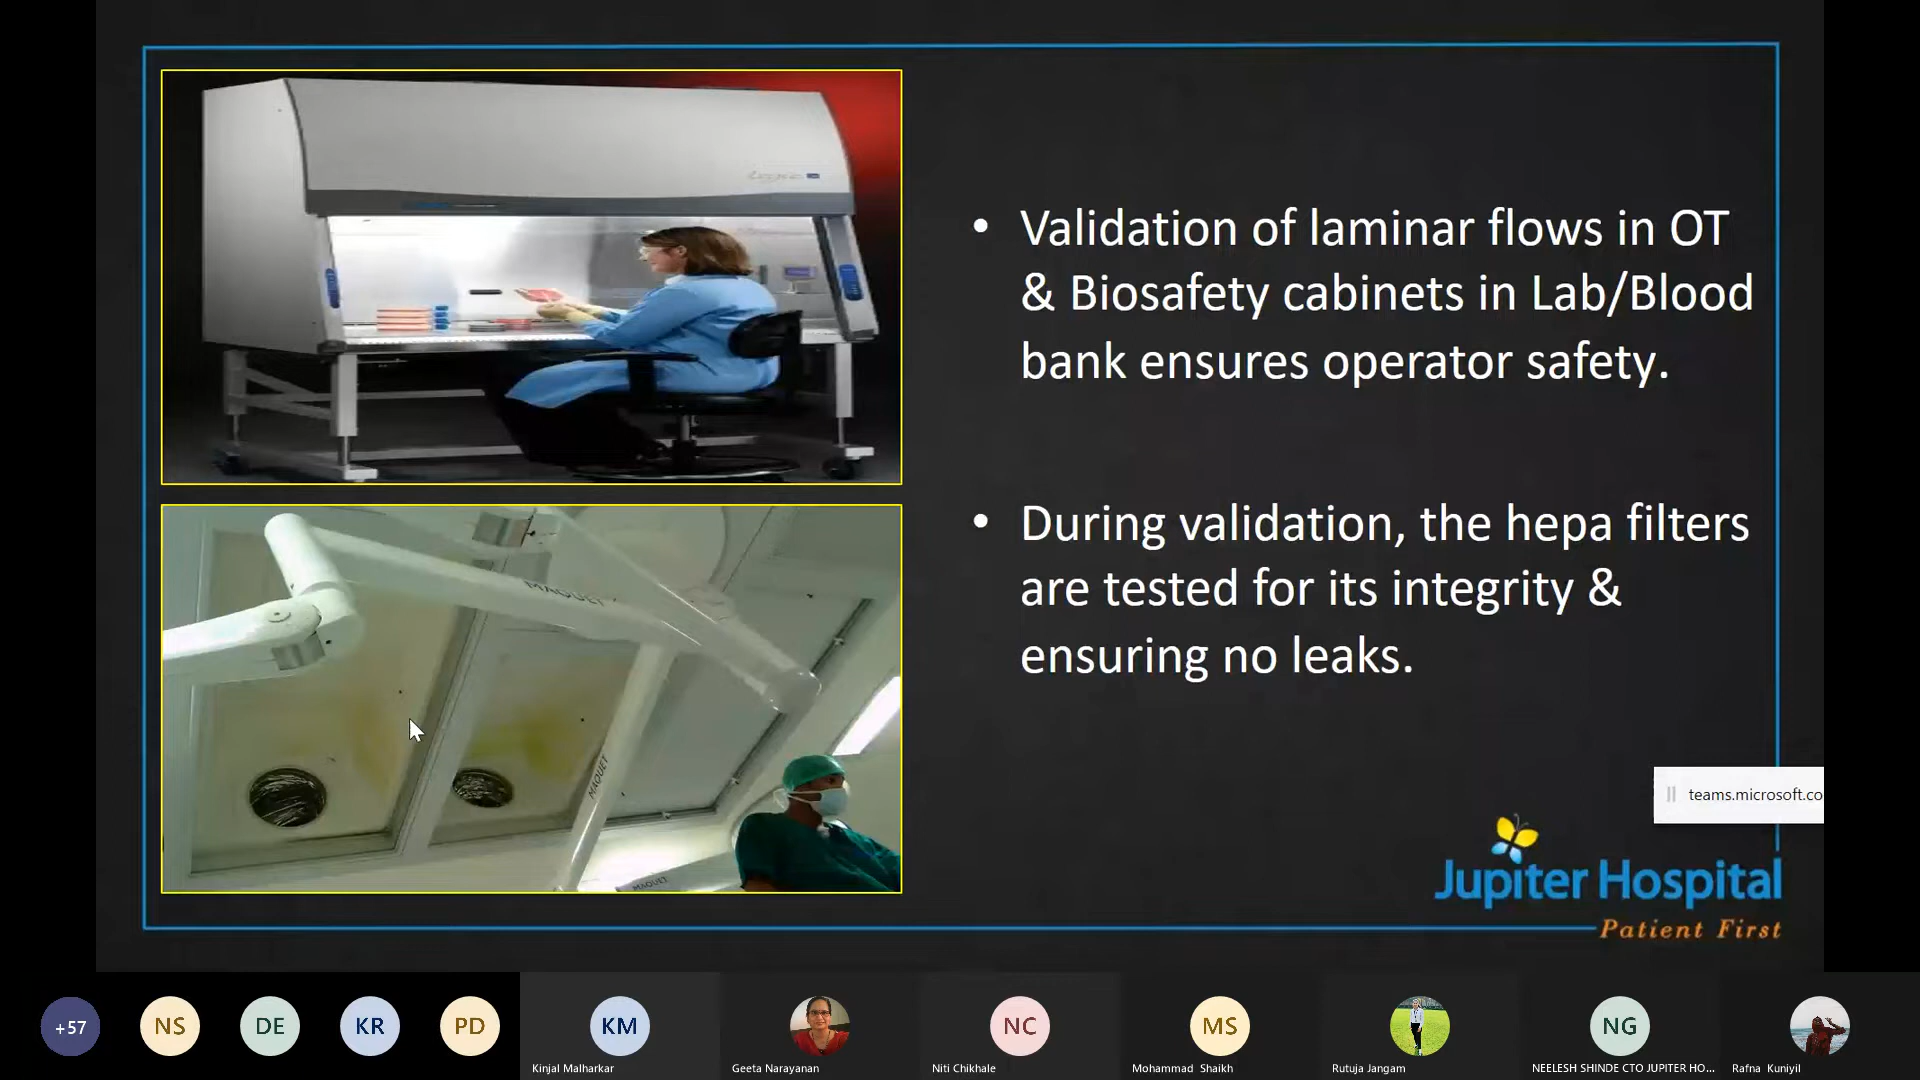 • Validation of laminar flows in OT
& Biosafety cabinets in Lab/Blood
bank ensures operator safety.
• During validation, the hepa filters
are tested for its integrity &
ensuring no leaks.
MAQUET
MAQUET
MAQUET
teams.microsoft.co
Jupiter Hospital
Patient First
+57
NS
DE
KR
PD
KM
NC
MS
NG
Kinjal Malharkar
Geeta Narayanan
Niti Chikhale
Mohammad Shaikh
Rutuja Jangam
NEELESH SHINDE CTO JUPITER HO...
Rafna Kuniyil